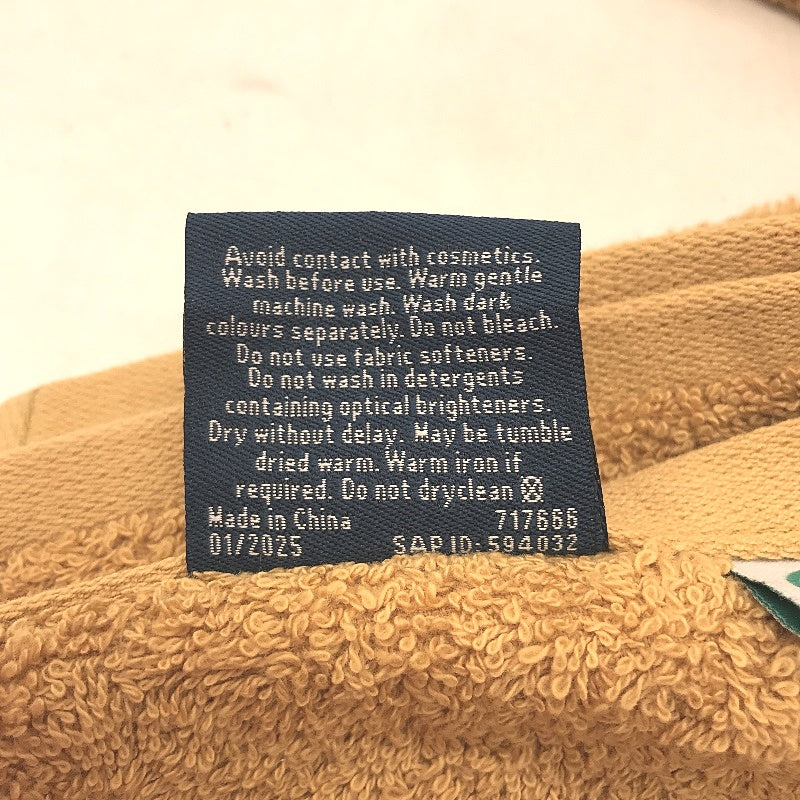 Avoid contact with cosmetics.
Wash before use. Warm gentle
machine wash. Wash dark
colours separately. Do not bleach.
Do not use fabric softeners.
Do not wash in detergents
containing optical brighteners.
Dry without delay. May be tumble
dried warm. Warm iron if
required. Do not dryclean
Made in China 717666
01/2025 SAP ID: 594032